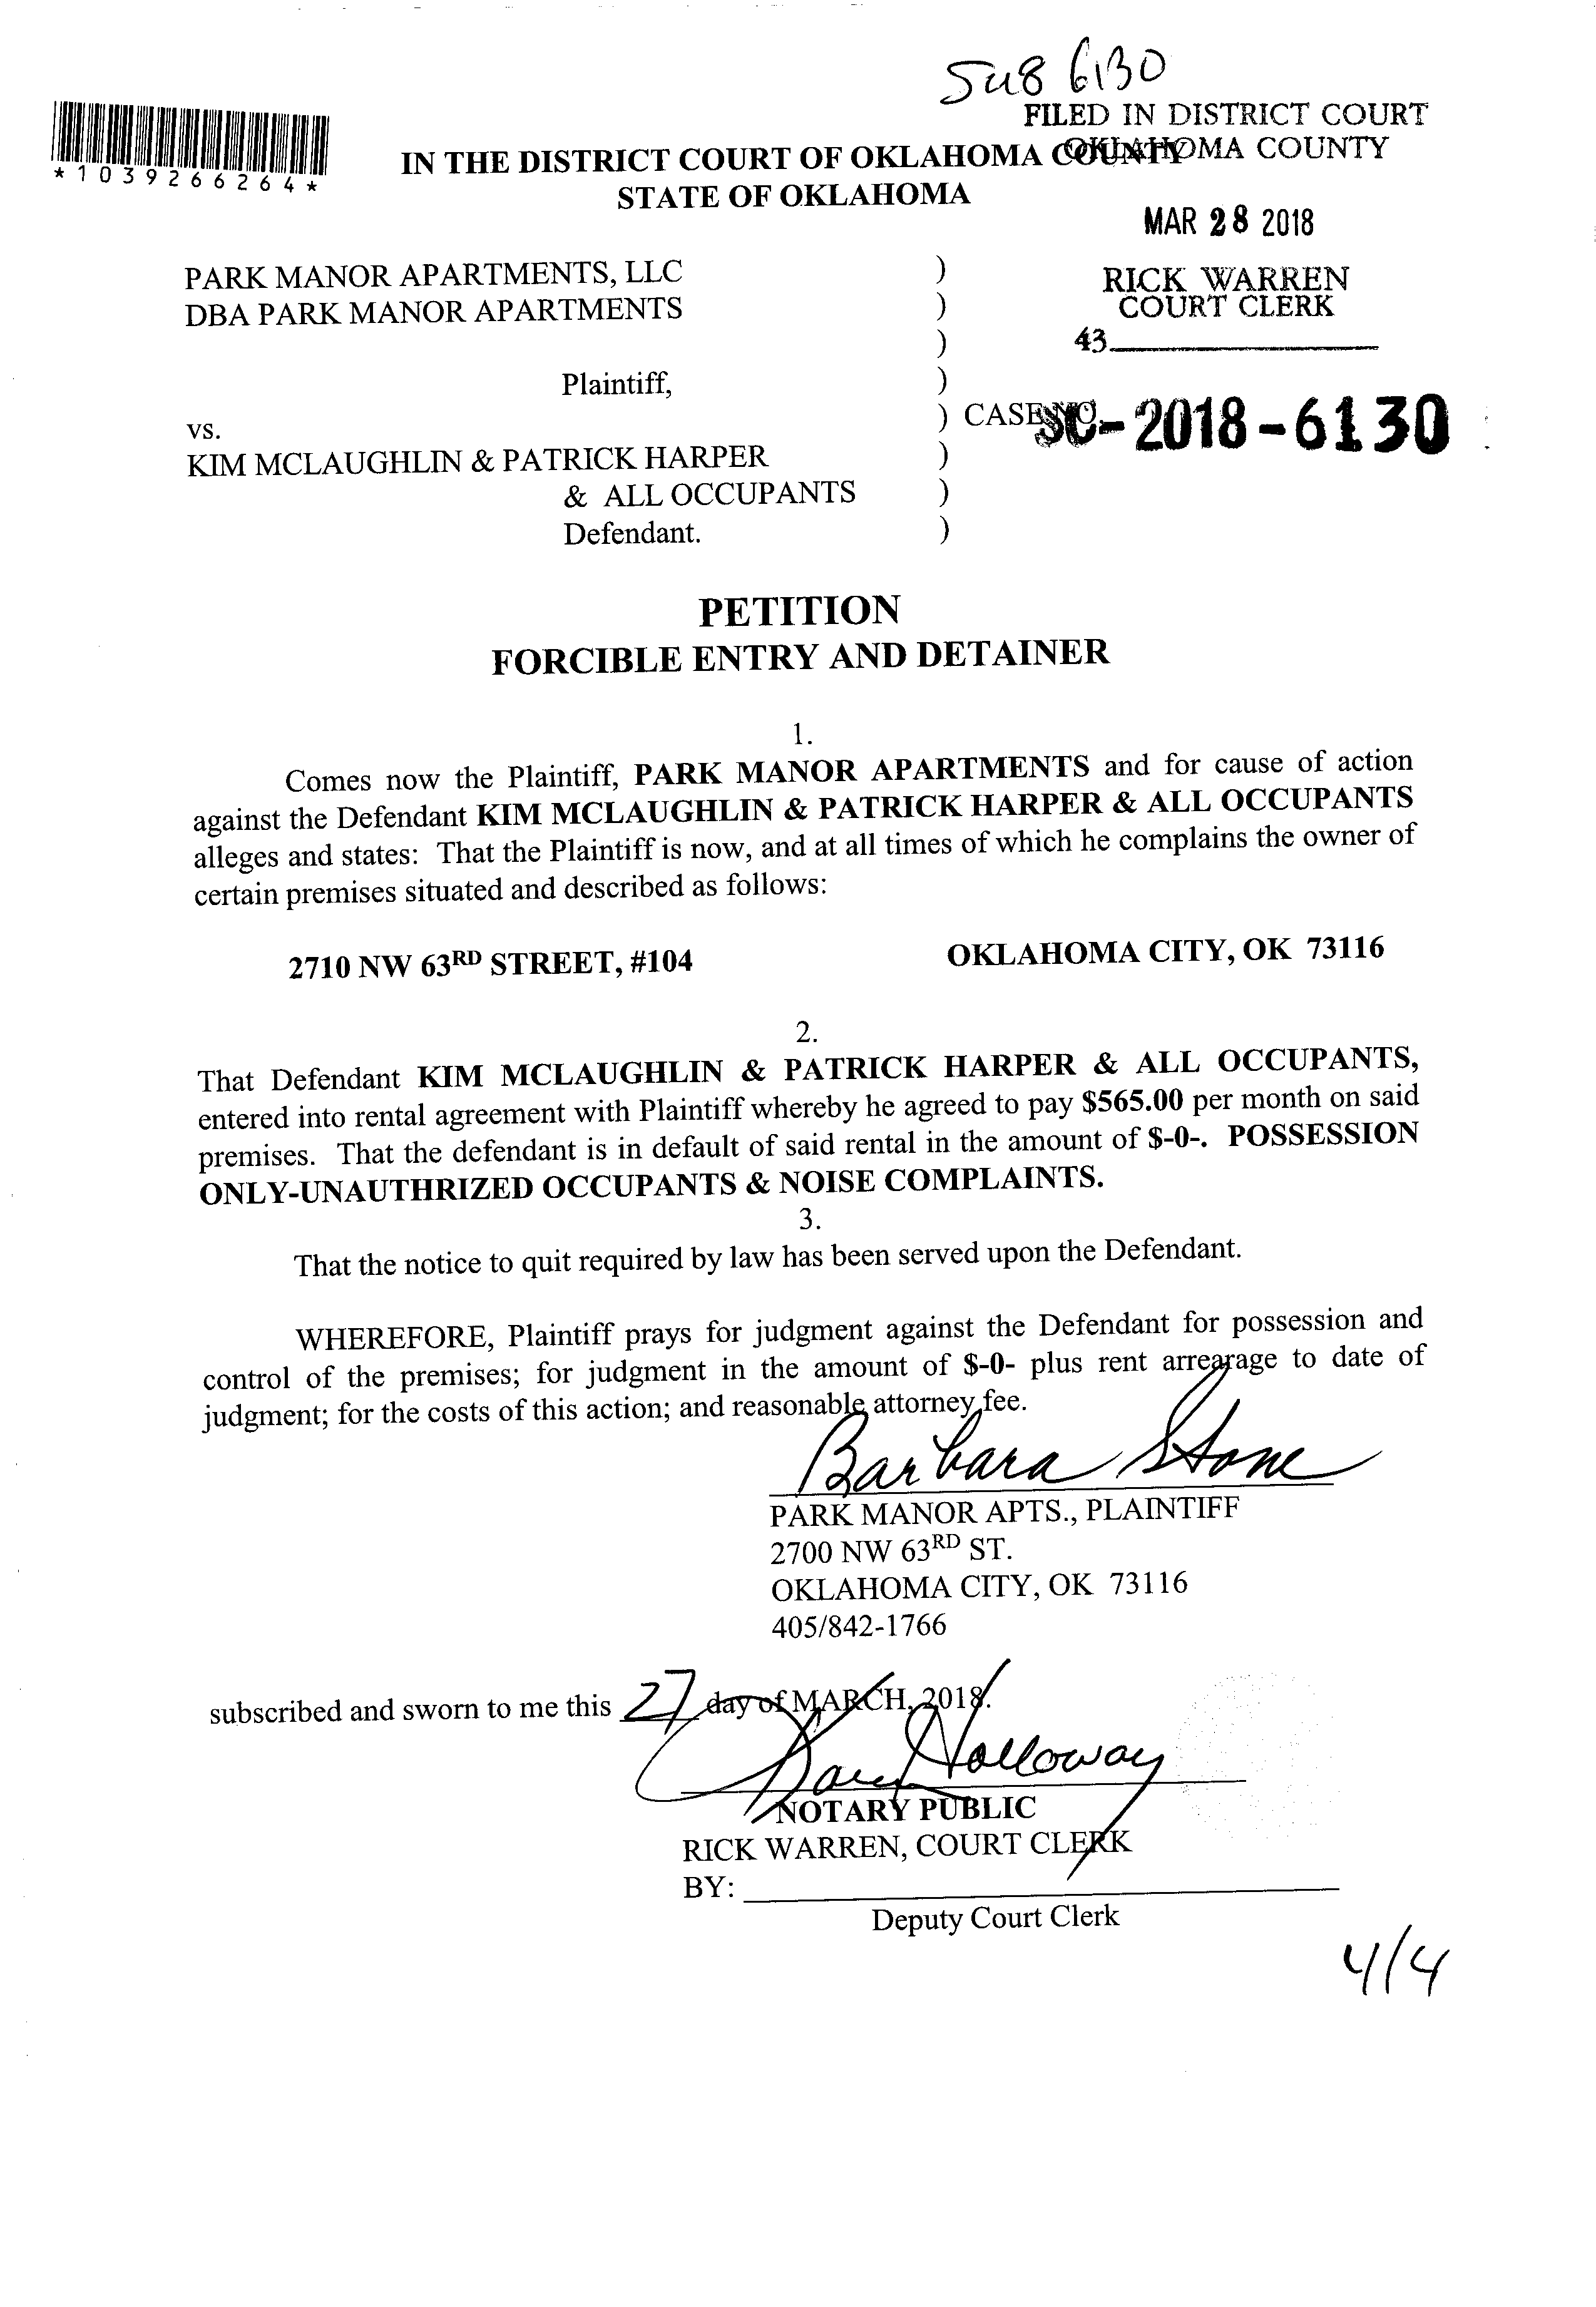 5u8 6130
FILED IN DISTRICT COURT
OKLAHOMA COUNTY
*1039266264*
IN THE DISTRICT COURT OF OKLAHOMA COUNTY
STATE OF OKLAHOMA
MAR 28 2018
PARK MANOR APARTMENTS, LLC )
DBA PARK MANOR APARTMENTS )
)
RICK WARREN
COURT CLERK
43
Plaintiff, )
vs. ) CASE NO. SC-2018-6130
KIM MCLAUGHLIN & PATRICK HARPER )
& ALL OCCUPANTS )
Defendant. )
PETITION
FORCIBLE ENTRY AND DETAINER
1.
Comes now the Plaintiff, PARK MANOR APARTMENTS and for cause of action
against the Defendant KIM MCLAUGHLIN & PATRICK HARPER & ALL OCCUPANTS
alleges and states: That the Plaintiff is now, and at all times of which he complains the owner of
certain premises situated and described as follows:
2710 NW 63RD STREET, #104 OKLAHOMA CITY, OK 73116
2.
That Defendant KIM MCLAUGHLIN & PATRICK HARPER & ALL OCCUPANTS,
entered into rental agreement with Plaintiff whereby he agreed to pay $565.00 per month on said
premises. That the defendant is in default of said rental in the amount of $-0-. POSSESSION
ONLY-UNAUTHRIZED OCCUPANTS & NOISE COMPLAINTS.
3.
That the notice to quit required by law has been served upon the Defendant.
WHEREFORE, Plaintiff prays for judgment against the Defendant for possession and
control of the premises; for judgment in the amount of $-0- plus rent arrearage to date of
judgment; for the costs of this action; and reasonable attorney fee.
Barbara Stone
PARK MANOR APTS., PLAINTIFF
2700 NW 63RD ST.
OKLAHOMA CITY, OK 73116
405/842-1766
subscribed and sworn to me this 27 day of MARCH, 2018.
Holloway
NOTARY PUBLIC
RICK WARREN, COURT CLERK
BY:
Deputy Court Clerk
4/4